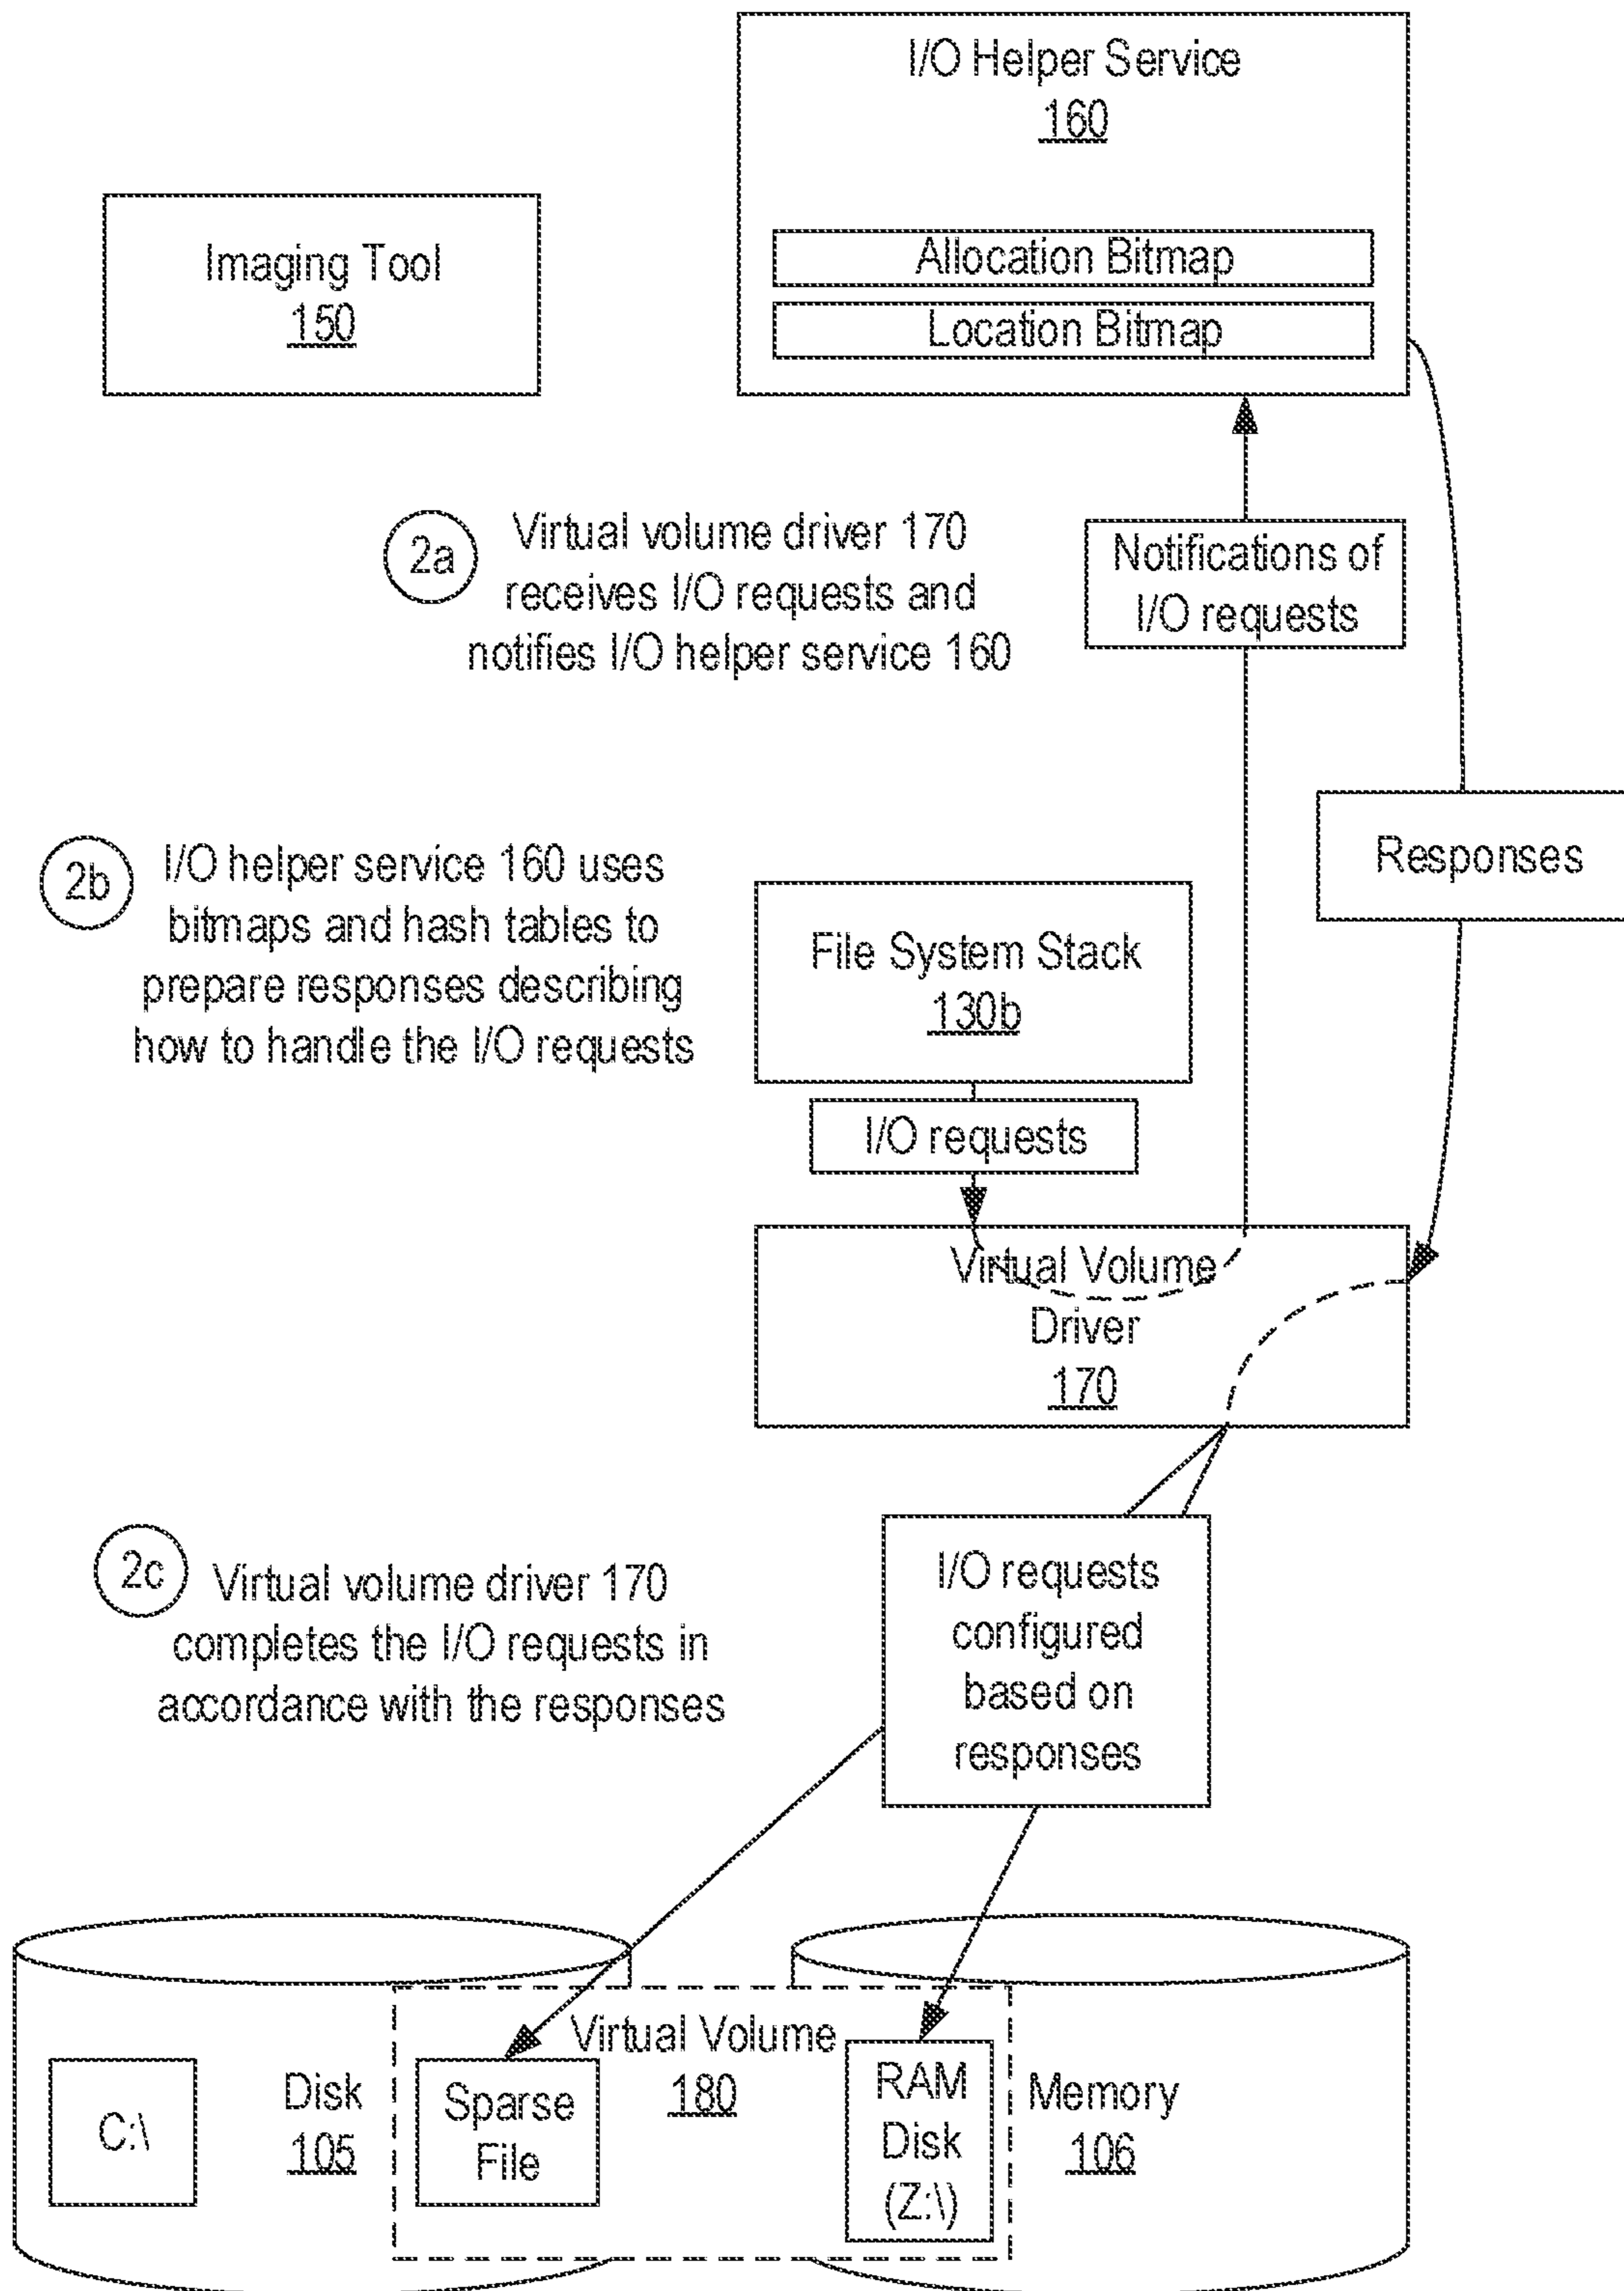 I/O Helper Service
160
Allocation Bitmap
Location Bitmap
Imaging Tool
150
2a
Virtual volume driver 170
receives I/O requests and
notifies I/O helper service 160
Notifications of
I/O requests
Responses
2b
I/O helper service 160 uses
bitmaps and hash tables to
prepare responses describing
how to handle the I/O requests
File System Stack
130b
I/O requests
Virtual Volume
Driver
170
2c
Virtual volume driver 170
completes the I/O requests in
accordance with the responses
I/O requests
configured
based on
responses
C:\
Disk
105
Sparse
File
Virtual Volume
180
RAM
Disk
(Z:\)
Memory
106